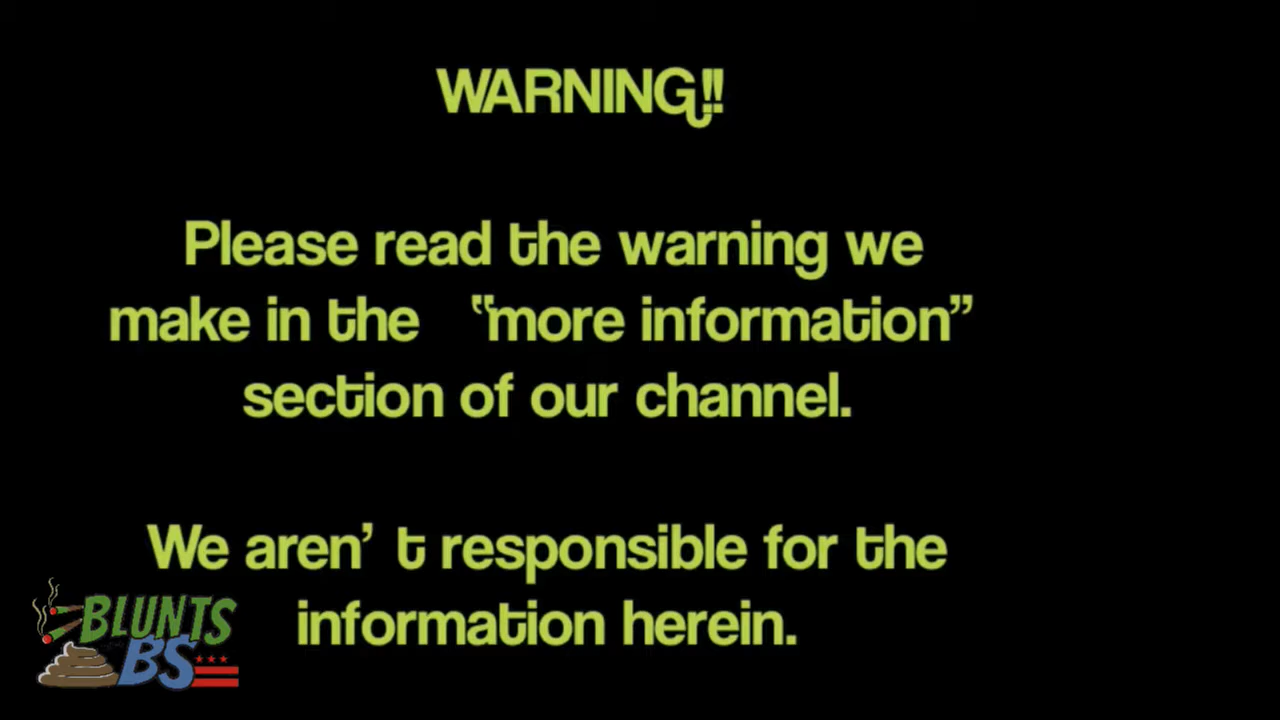 WARNING!!
Please read the warning we
make in the “more information”
section of our channel.
We aren’ t responsible for the
information herein.
BLUNTS
BS